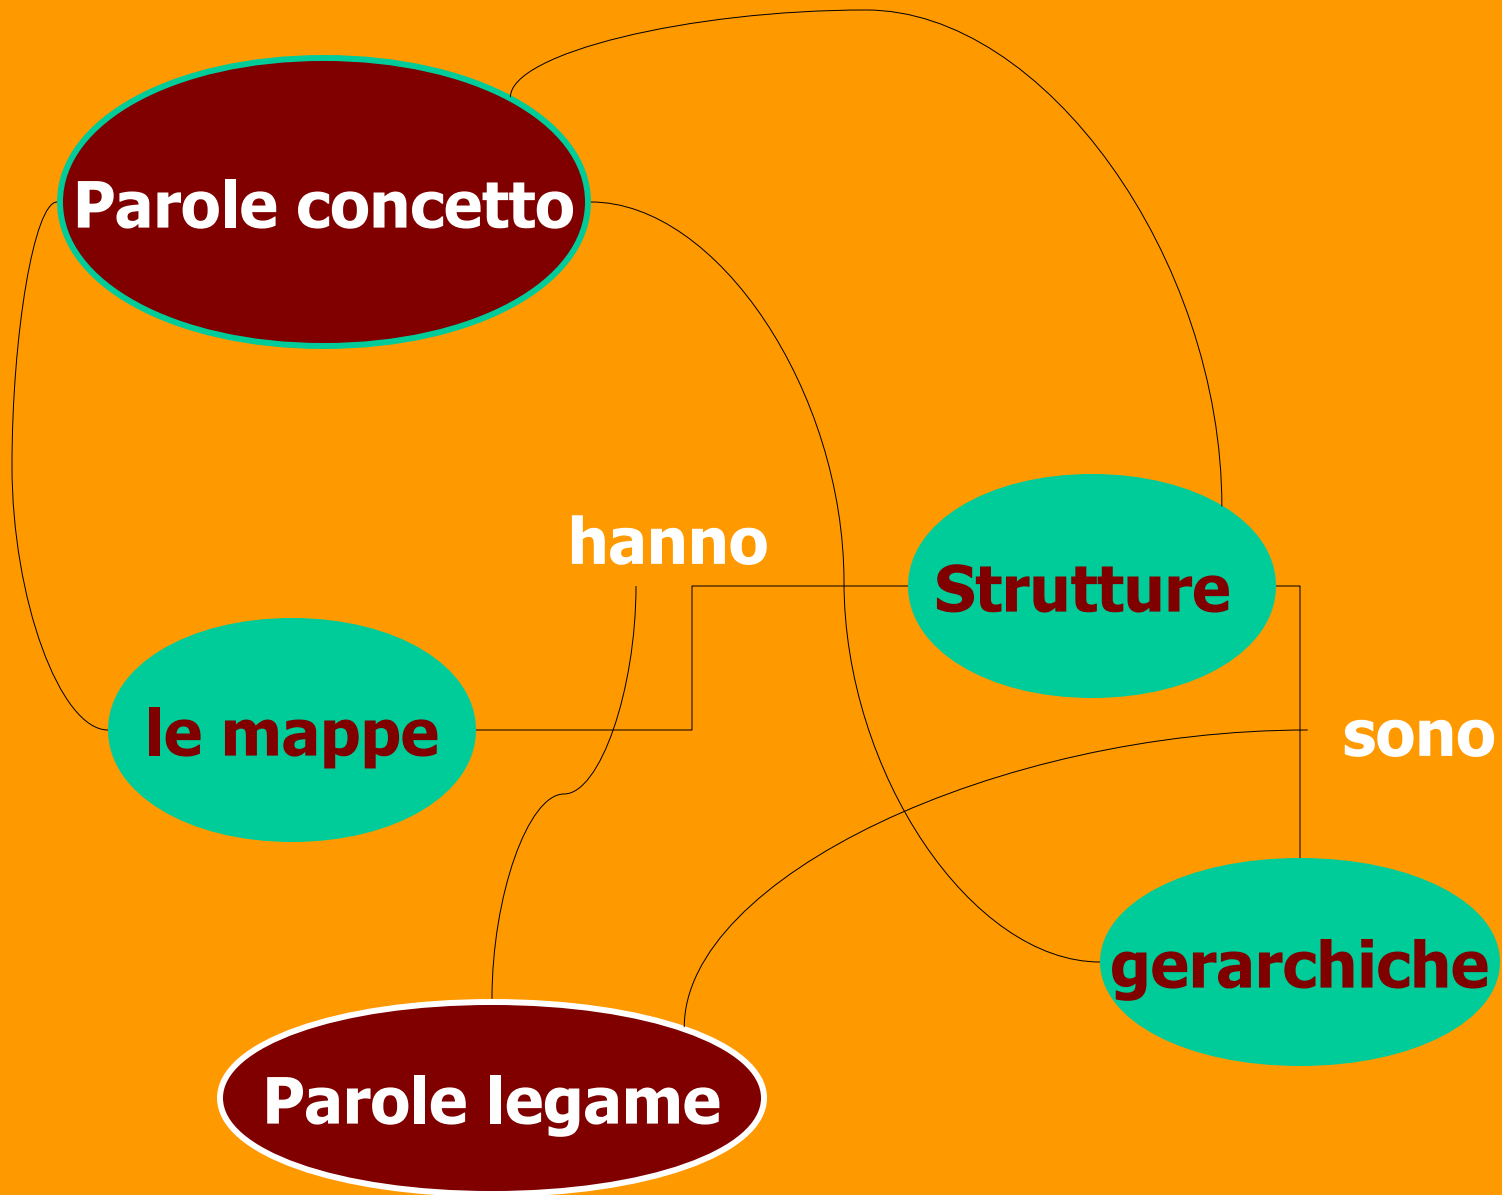 Parole concetto
hanno
Strutture
le mappe
sono
gerarchiche
Parole legame